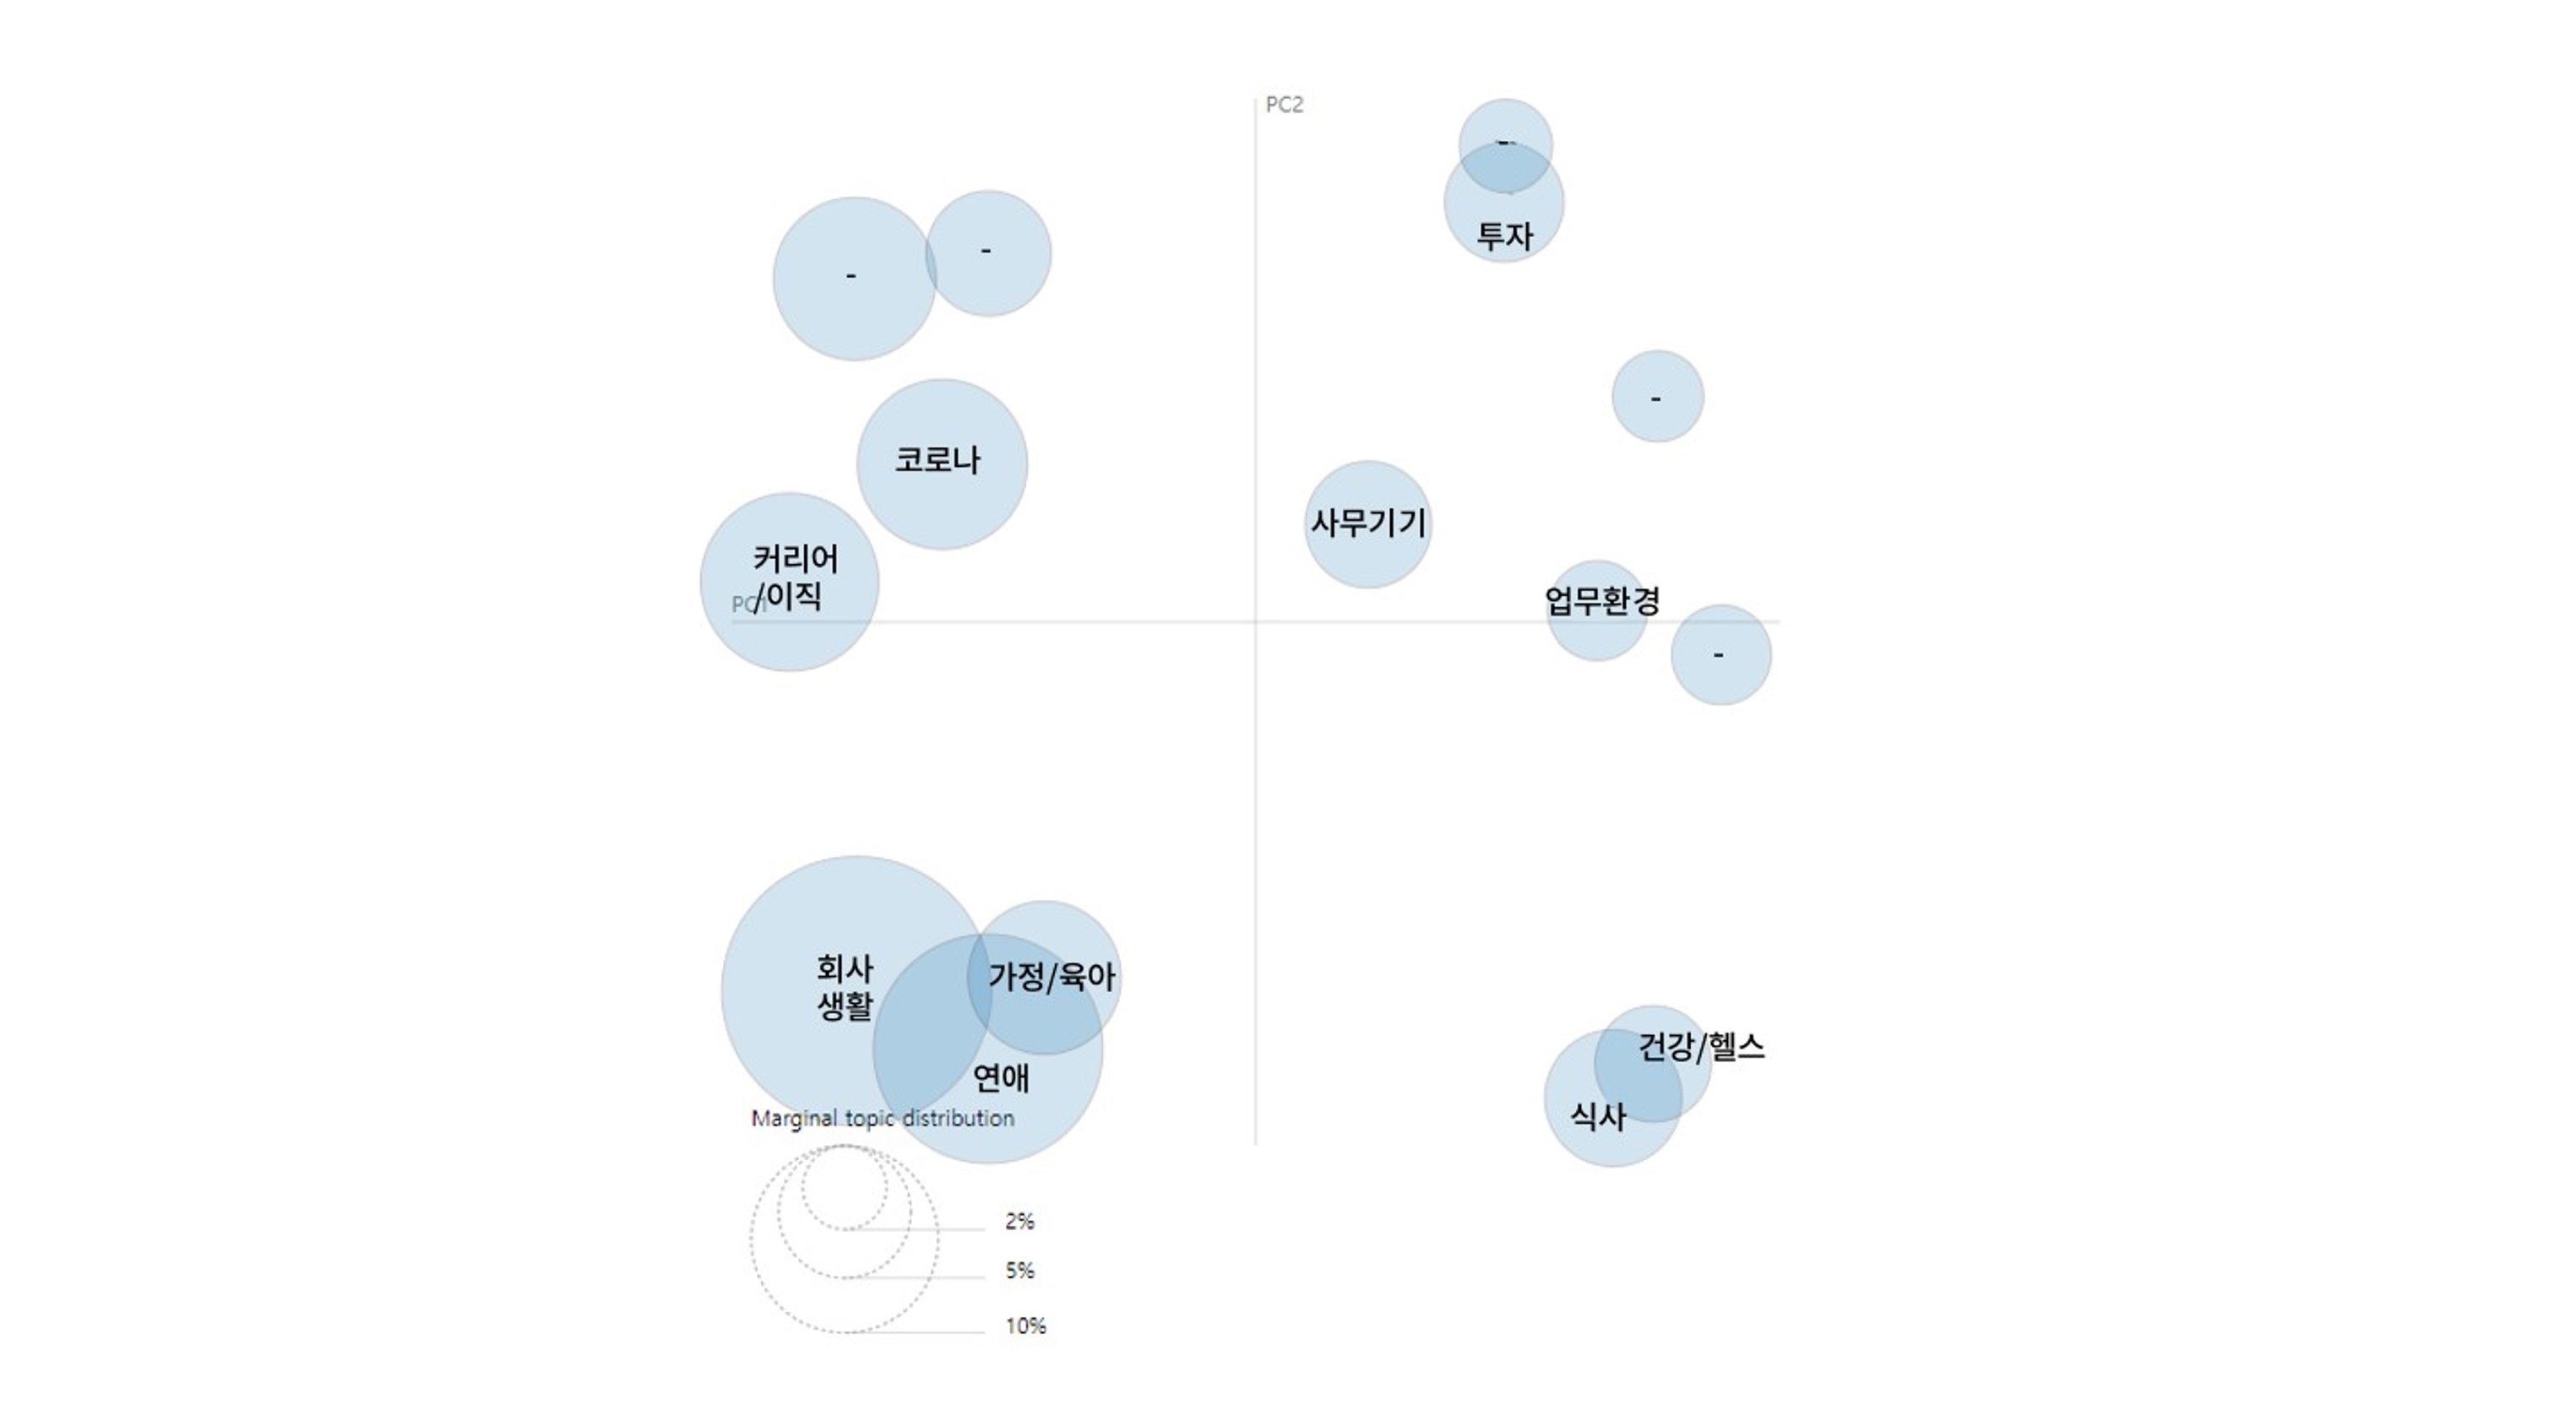 PC2
-
투자
-
-
-
코로나
사무기기
커리어
/이직
PC1
업무환경
-
회사
생활
가정/육아
연애
건강/헬스
식사
Marginal topic distribution
2%
5%
10%